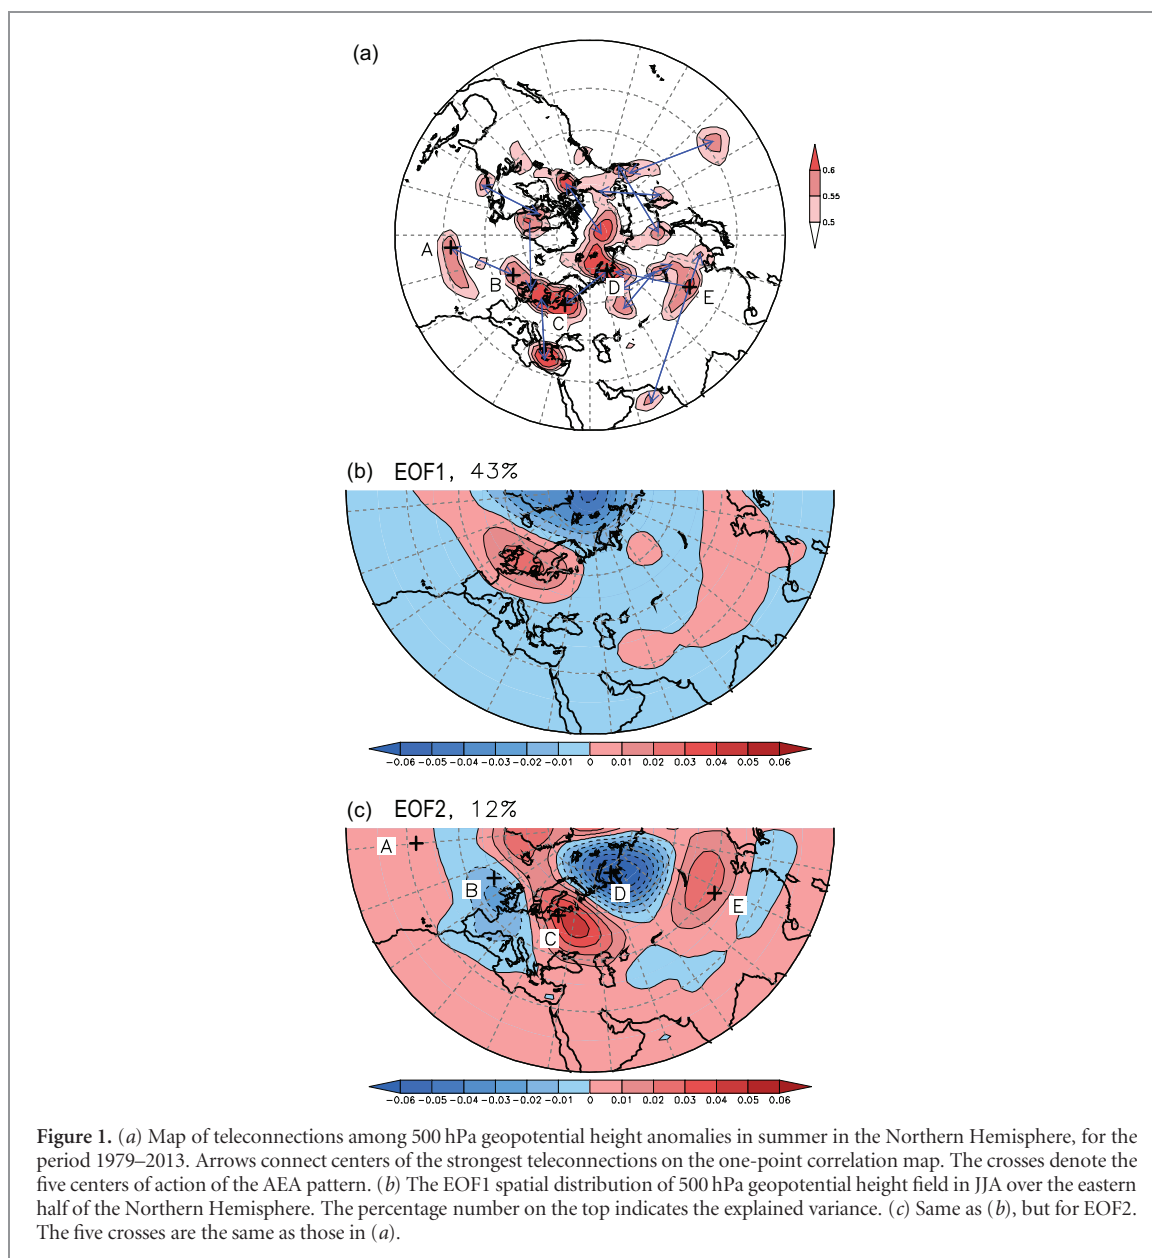 (a)
0.6
0.55
0.5
A
B
C
D
E
(b) EOF1, 43%
-0.06 -0.05 -0.04 -0.03 -0.02 -0.01 0 0.01 0.02 0.03 0.04 0.05 0.06
(c) EOF2, 12%
A
B
C
D
E
-0.06 -0.05 -0.04 -0.03 -0.02 -0.01 0 0.01 0.02 0.03 0.04 0.05 0.06
Figure 1. (a) Map of teleconnections among 500 hPa geopotential height anomalies in summer in the Northern Hemisphere, for the
period 1979–2013. Arrows connect centers of the strongest teleconnections on the one-point correlation map. The crosses denote the
five centers of action of the AEA pattern. (b) The EOF1 spatial distribution of 500 hPa geopotential height field in JJA over the eastern
half of the Northern Hemisphere. The percentage number on the top indicates the explained variance. (c) Same as (b), but for EOF2.
The five crosses are the same as those in (a).